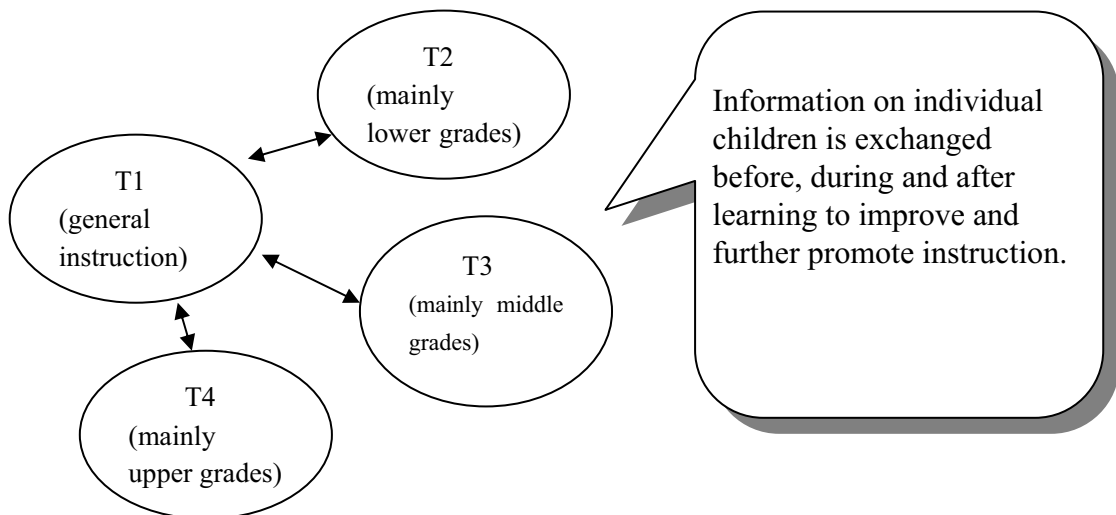 T2
(mainly
lower grades)
T1
(general
instruction)
T3
(mainly middle
grades)
T4
(mainly
upper grades)
Information on individual
children is exchanged
before, during and after
learning to improve and
further promote instruction.